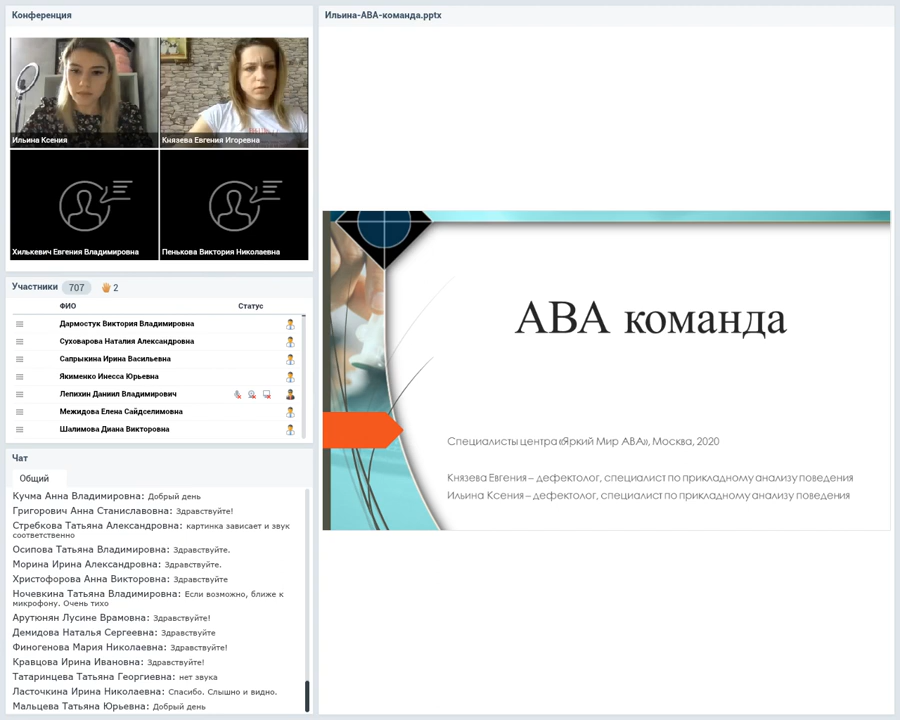 Конференция
Ильина Ксения
Князева Евгения Игоревна
Хилькевич Евгения Владимировна
Пенькова Виктория Николаевна
Участники 707 2
ФИО Статус
Дармостук Виктория Владимировна
Суховарова Наталия Александровна
Сапрыкина Ирина Васильевна
Якименко Инесса Юрьевна
Лепихин Даниил Владимирович
Межидова Елена Сайдселимовна
Шалимова Диана Викторовна
Чат
Общий
Кучма Анна Владимировна: Добрый день
Григорович Анна Станиславовна: Здравствуйте!
Стребкова Татьяна Александровна: картинка зависает и звук
соответственно
Осипова Татьяна Владимировна: Здравствуйте.
Морина Ирина Александровна: Здравствуйте.
Христофорова Анна Викторовна: Здравствуйте
Ночевкина Татьяна Владимировна: Если возможно, ближе к
микрофону. Очень тихо
Арутюнян Лусине Врамовна: Здравствуйте!
Демидова Наталья Сергеевна: Здравствуйте
Финогенова Мария Николаевна: Здравствуйте!
Кравцова Ирина Ивановна: Здравствуйте!
Татаринцева Татьяна Георгиевна: нет звука
Ласточкина Ирина Николаевна: Спасибо. Слышно и видно.
Мальцева Татьяна Юрьевна: Добрый день
Ильина-АВА-команда.pptx
АВА команда
Специалисты центра «Яркий Мир АВА», Москва, 2020
Князева Евгения – дефектолог, специалист по прикладному анализу поведения
Ильина Ксения – дефектолог, специалист по прикладному анализу поведения